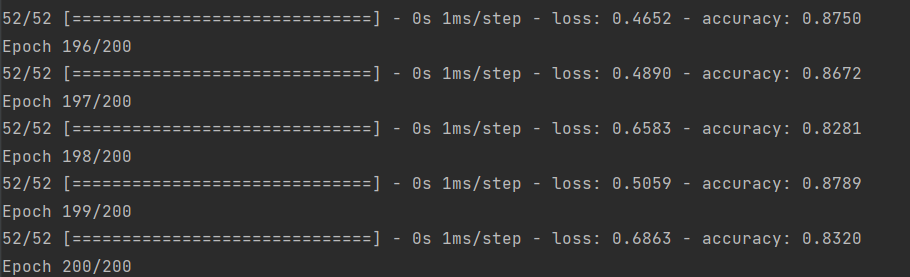 52/52 [==============================] - 0s 1ms/step - loss: 0.4652 - accuracy: 0.8750
Epoch 196/200
52/52 [==============================] - 0s 1ms/step - loss: 0.4890 - accuracy: 0.8672
Epoch 197/200
52/52 [==============================] - 0s 1ms/step - loss: 0.6583 - accuracy: 0.8281
Epoch 198/200
52/52 [==============================] - 0s 1ms/step - loss: 0.5059 - accuracy: 0.8789
Epoch 199/200
52/52 [==============================] - 0s 1ms/step - loss: 0.6863 - accuracy: 0.8320
Epoch 200/200